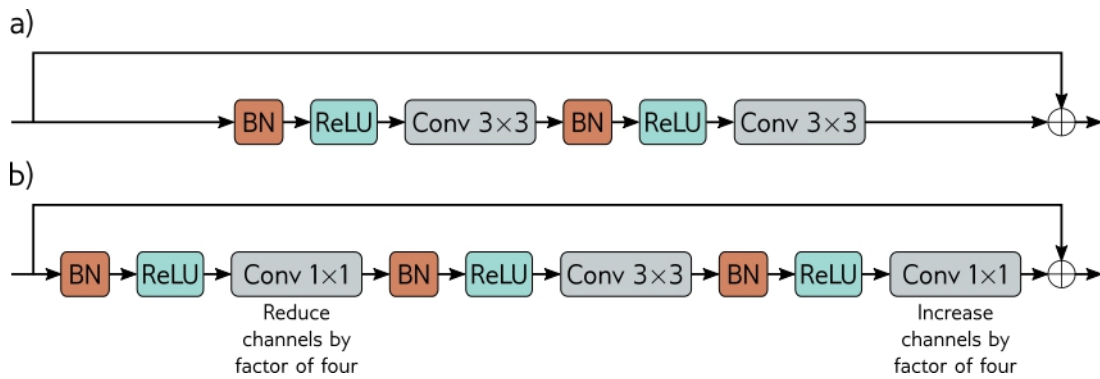 a)
BN ReLU Conv 3×3 BN ReLU Conv 3×3
b)
BN ReLU Conv 1×1 BN ReLU Conv 3×3 BN ReLU Conv 1×1
Reduce
channels by
factor of four
Increase
channels by
factor of four